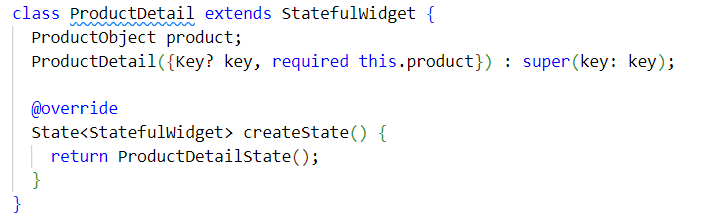 class ProductDetail extends StatefulWidget {
  ProductObject product;
  ProductDetail({Key? key, required this.product}) : super(key: key);

  @override
  State<StatefulWidget> createState() {
    return ProductDetailState();
  }
}